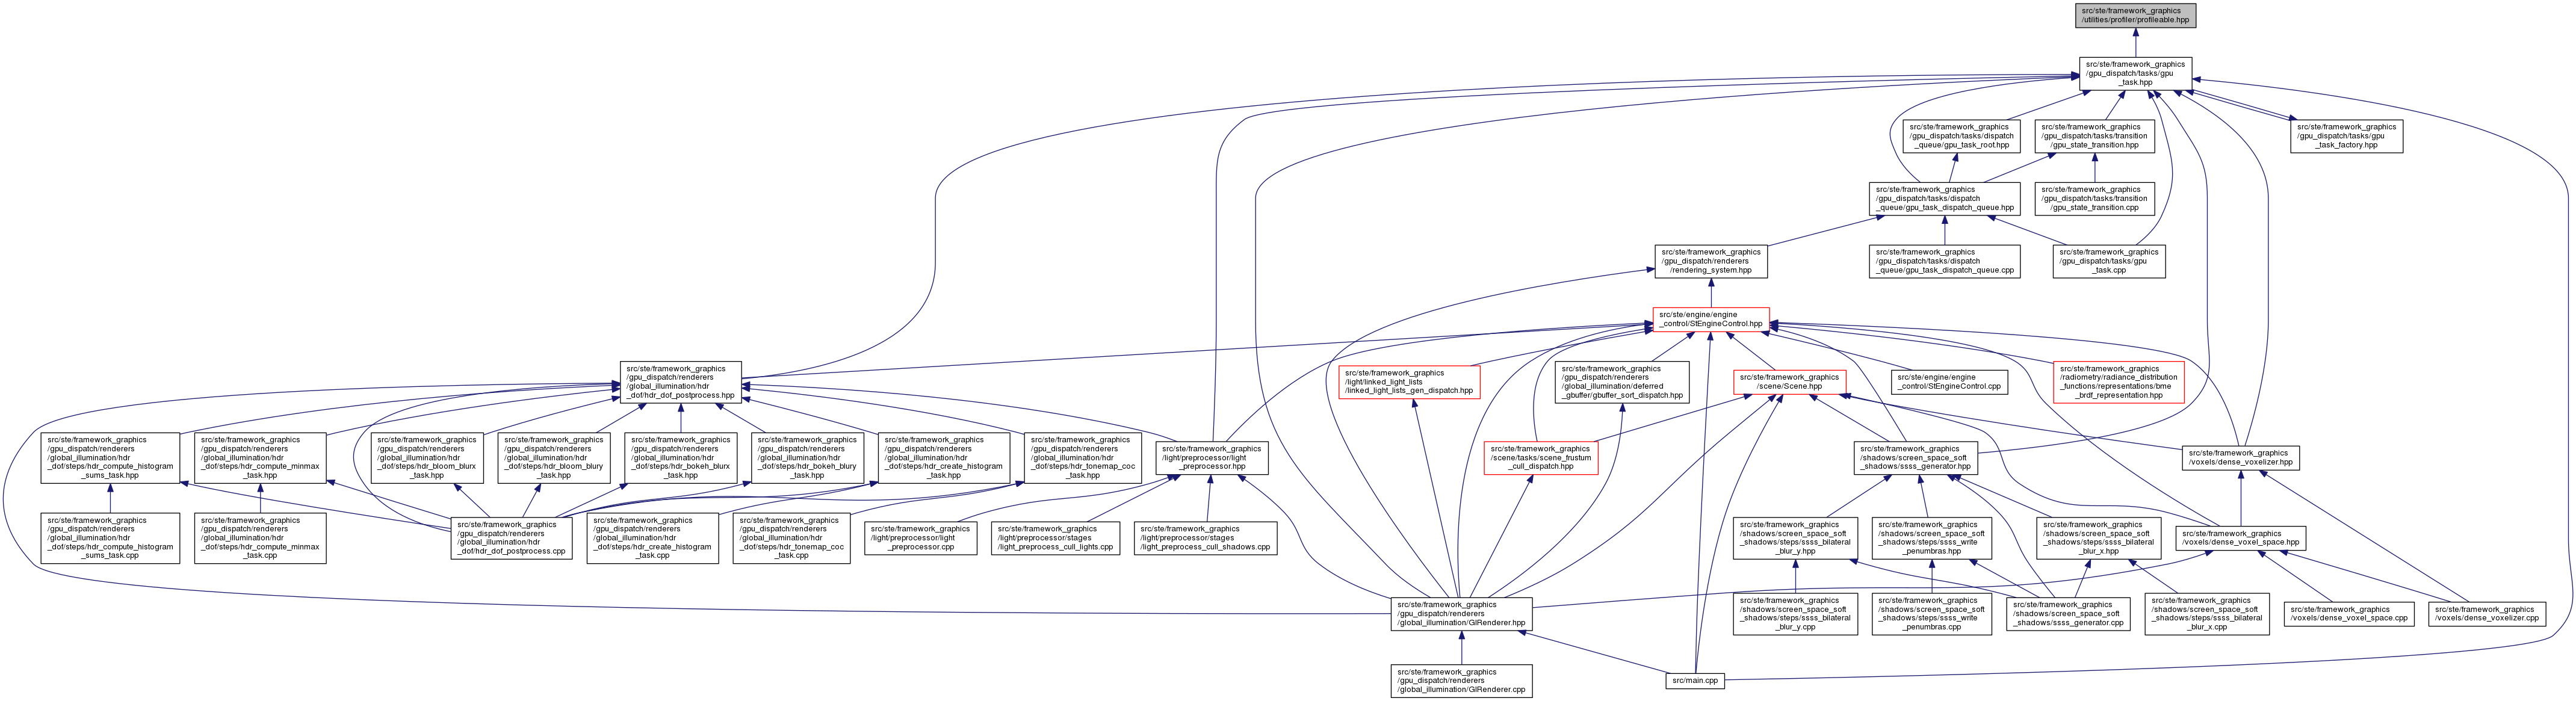 src/ste/framework_graphics
/utilities/profiler/profileable.hpp
src/ste/framework_graphics
/gpu_dispatch/tasks/gpu
_task.hpp
src/ste/framework_graphics
/gpu_dispatch/tasks/dispatch
_queue/gpu_task_root.hpp
src/ste/framework_graphics
/gpu_dispatch/tasks/transition
/gpu_state_transition.hpp
src/ste/framework_graphics
/gpu_dispatch/tasks/gpu
_task_factory.hpp
src/ste/framework_graphics
/gpu_dispatch/tasks/dispatch
_queue/gpu_task_dispatch_queue.hpp
src/ste/framework_graphics
/gpu_dispatch/tasks/transition
/gpu_state_transition.cpp
src/ste/framework_graphics
/gpu_dispatch/renderers
/rendering_system.hpp
src/ste/framework_graphics
/gpu_dispatch/tasks/dispatch
_queue/gpu_task_dispatch_queue.cpp
src/ste/framework_graphics
/gpu_dispatch/tasks/gpu
_task.cpp
src/ste/engine/engine
_control/StEngineControl.hpp
src/ste/framework_graphics
/gpu_dispatch/renderers
/global_illumination/hdr
_dof/hdr_dof_postprocess.hpp
src/ste/framework_graphics
/light/linked_light_lists
/linked_light_lists_gen_dispatch.hpp
src/ste/framework_graphics
/gpu_dispatch/renderers
/global_illumination/deferred
_gbuffer/gbuffer_sort_dispatch.hpp
src/ste/framework_graphics
/scene/Scene.hpp
src/ste/engine/engine
_control/StEngineControl.cpp
src/ste/framework_graphics
/radiometry/radiance_distribution
_functions/representations/bme
_brdf_representation.hpp
src/ste/framework_graphics
/gpu_dispatch/renderers
/global_illumination/hdr
_dof/steps/hdr_compute_histogram
_sums_task.hpp
src/ste/framework_graphics
/gpu_dispatch/renderers
/global_illumination/hdr
_dof/steps/hdr_compute_minmax
_task.hpp
src/ste/framework_graphics
/gpu_dispatch/renderers
/global_illumination/hdr
_dof/steps/hdr_bloom_blurx
_task.hpp
src/ste/framework_graphics
/gpu_dispatch/renderers
/global_illumination/hdr
_dof/steps/hdr_bloom_blury
_task.hpp
src/ste/framework_graphics
/gpu_dispatch/renderers
/global_illumination/hdr
_dof/steps/hdr_bokeh_blurx
_task.hpp
src/ste/framework_graphics
/gpu_dispatch/renderers
/global_illumination/hdr
_dof/steps/hdr_bokeh_blury
_task.hpp
src/ste/framework_graphics
/gpu_dispatch/renderers
/global_illumination/hdr
_dof/steps/hdr_create_histogram
_task.hpp
src/ste/framework_graphics
/gpu_dispatch/renderers
/global_illumination/hdr
_dof/steps/hdr_tonemap_coc
_task.hpp
src/ste/framework_graphics
/light/preprocessor/light
_preprocessor.hpp
src/ste/framework_graphics
/scene/tasks/scene_frustum
_cull_dispatch.hpp
src/ste/framework_graphics
/shadows/screen_space_soft
_shadows/ssss_generator.hpp
src/ste/framework_graphics
/voxels/dense_voxelizer.hpp
src/ste/framework_graphics
/gpu_dispatch/renderers
/global_illumination/hdr
_dof/steps/hdr_compute_histogram
_sums_task.cpp
src/ste/framework_graphics
/gpu_dispatch/renderers
/global_illumination/hdr
_dof/steps/hdr_compute_minmax
_task.cpp
src/ste/framework_graphics
/gpu_dispatch/renderers
/global_illumination/hdr
_dof/hdr_dof_postprocess.cpp
src/ste/framework_graphics
/gpu_dispatch/renderers
/global_illumination/hdr
_dof/steps/hdr_create_histogram
_task.cpp
src/ste/framework_graphics
/gpu_dispatch/renderers
/global_illumination/hdr
_dof/steps/hdr_tonemap_coc
_task.cpp
src/ste/framework_graphics
/light/preprocessor/light
_preprocessor.cpp
src/ste/framework_graphics
/light/preprocessor/stages
/light_preprocess_cull_lights.cpp
src/ste/framework_graphics
/light/preprocessor/stages
/light_preprocess_cull_shadows.cpp
src/ste/framework_graphics
/shadows/screen_space_soft
_shadows/steps/ssss_bilateral
_blur_y.hpp
src/ste/framework_graphics
/shadows/screen_space_soft
_shadows/steps/ssss_write
_penumbras.hpp
src/ste/framework_graphics
/shadows/screen_space_soft
_shadows/steps/ssss_bilateral
_blur_x.hpp
src/ste/framework_graphics
/voxels/dense_voxel_space.hpp
src/ste/framework_graphics
/gpu_dispatch/renderers
/global_illumination/GIRenderer.hpp
src/ste/framework_graphics
/shadows/screen_space_soft
_shadows/steps/ssss_bilateral
_blur_y.cpp
src/ste/framework_graphics
/shadows/screen_space_soft
_shadows/steps/ssss_write
_penumbras.cpp
src/ste/framework_graphics
/shadows/screen_space_soft
_shadows/ssss_generator.cpp
src/ste/framework_graphics
/shadows/screen_space_soft
_shadows/steps/ssss_bilateral
_blur_x.cpp
src/ste/framework_graphics
/voxels/dense_voxel_space.cpp
src/ste/framework_graphics
/voxels/dense_voxelizer.cpp
src/ste/framework_graphics
/gpu_dispatch/renderers
/global_illumination/GIRenderer.cpp
src/main.cpp